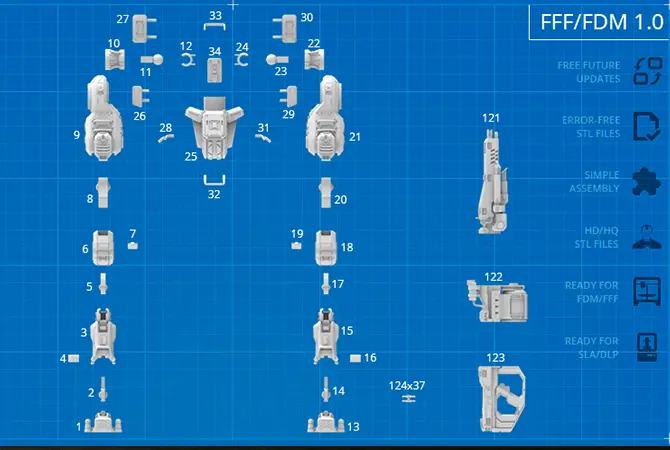 FFF/FDM 1.0
27
33
30
10
12
34
24
22
11
23
FREE FUTURE
UPDATES
26
29
9
28
25
31
21
121
ERROR-FREE
STL FILES
32
8
20
SIMPLE
ASSEMBLY
6
7
19
18
HD/HQ
STL FILES
5
17
122
READY FOR
FDM/FFF
3
15
4
16
123
READY FOR
SLA/DLP
2
14
124x37
1
13